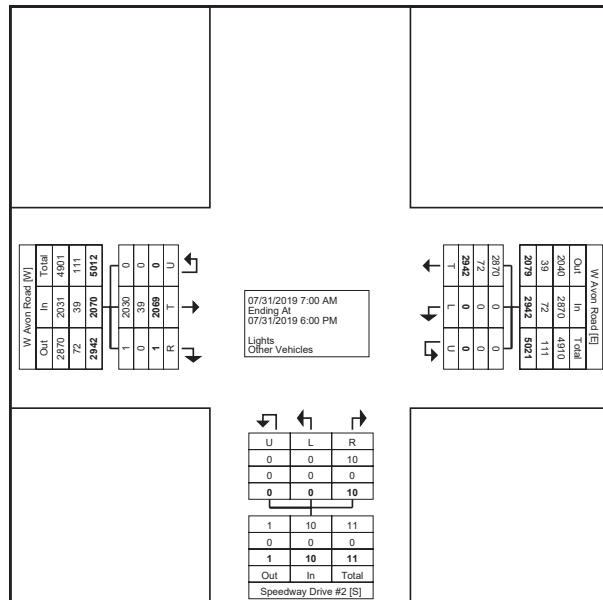 W Avon Road [W]
Out In Total
2870 2031 4901
72 39 111
2942 2070 5012
1 2030 0
0 39 0
1 2069 0
R T U
07/31/2019 7:00 AM
Ending At
07/31/2019 6:00 PM
Lights
Other Vehicles
W Avon Road [E]
Out In Total
2040 2870 4910
39 72 111
2079 2942 5021
2870 0 0
72 0 0
2942 0 0
T L U
U L R
0 0 10
0 0 0
0 0 10
1 10 11
0 0 0
1 10 11
Out In Total
Speedway Drive #2 [S]